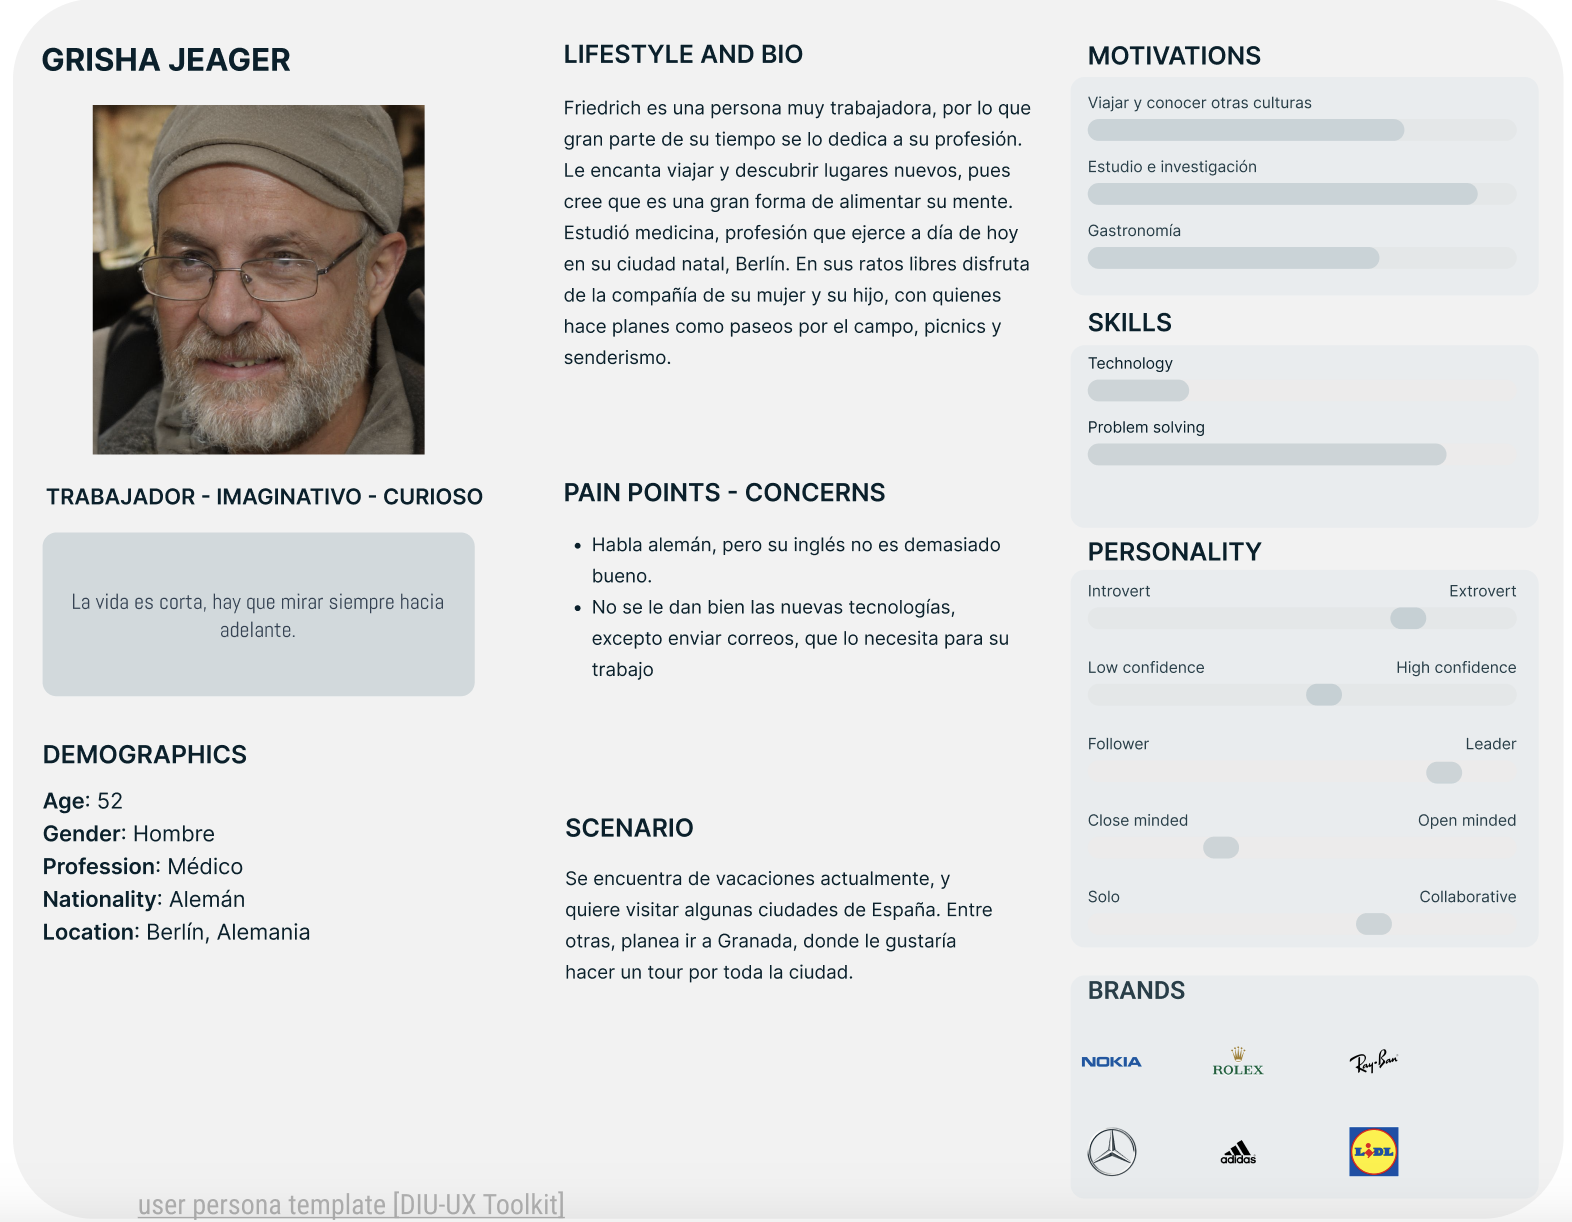 GRISHA JEAGER
TRABAJADOR - IMAGINATIVO - CURIOSO
La vida es corta, hay que mirar siempre hacia
adelante.
DEMOGRAPHICS
Age: 52
Gender: Hombre
Profession: Médico
Nationality: Alemán
Location: Berlín, Alemania
LIFESTYLE AND BIO
Friedrich es una persona muy trabajadora, por lo que
gran parte de su tiempo se lo dedica a su profesión.
Le encanta viajar y descubrir lugares nuevos, pues
cree que es una gran forma de alimentar su mente.
Estudió medicina, profesión que ejerce a día de hoy
en su ciudad natal, Berlín. En sus ratos libres disfruta
de la compañía de su mujer y su hijo, con quienes
hace planes como paseos por el campo, picnics y
senderismo.
PAIN POINTS - CONCERNS
• Habla alemán, pero su inglés no es demasiado
bueno.
• No se le dan bien las nuevas tecnologías,
excepto enviar correos, que lo necesita para su
trabajo
SCENARIO
Se encuentra de vacaciones actualmente, y
quiere visitar algunas ciudades de España. Entre
otras, planea ir a Granada, donde le gustaría
hacer un tour por toda la ciudad.
MOTIVATIONS
Viajar y conocer otras culturas
Estudio e investigación
Gastronomía
SKILLS
Technology
Problem solving
PERSONALITY
Introvert Extrovert
Low confidence High confidence
Follower Leader
Close minded Open minded
Solo Collaborative
BRANDS
NOKIA ROLEX Ray-Ban
adidas LIDL
user persona template [DIU-UX Toolkit]